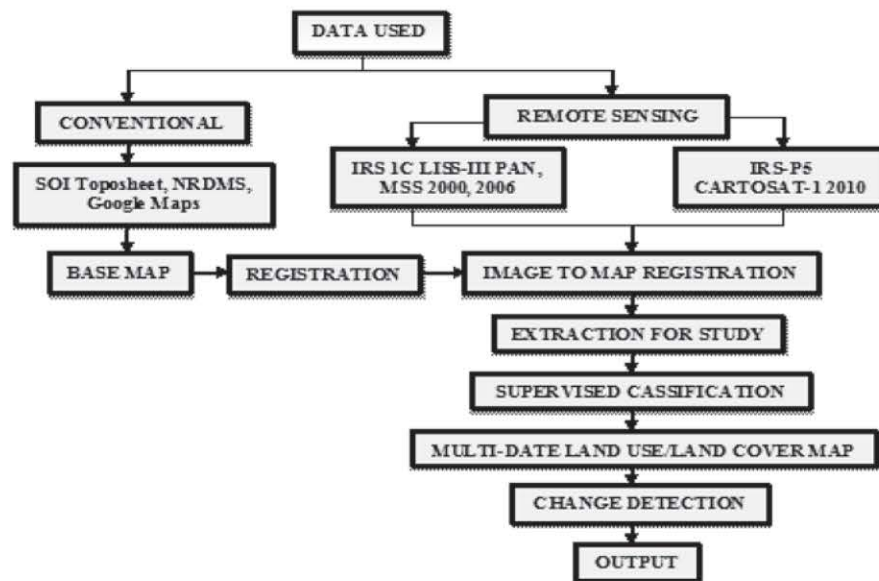 DATA USED
CONVENTIONAL
REMOTE SENSING
SOI Toposheet, NRDMS,
Google Maps
IRS 1C LISS-III PAN,
MSS 2000, 2006
IRS-P5
CARTOSAT-1 2010
BASE MAP
REGISTRATION
IMAGE TO MAP REGISTRATION
EXTRACTION FOR STUDY
SUPERVISED CASSIFICATION
MULTI-DATE LAND USE/LAND COVER MAP
CHANGE DETECTION
OUTPUT